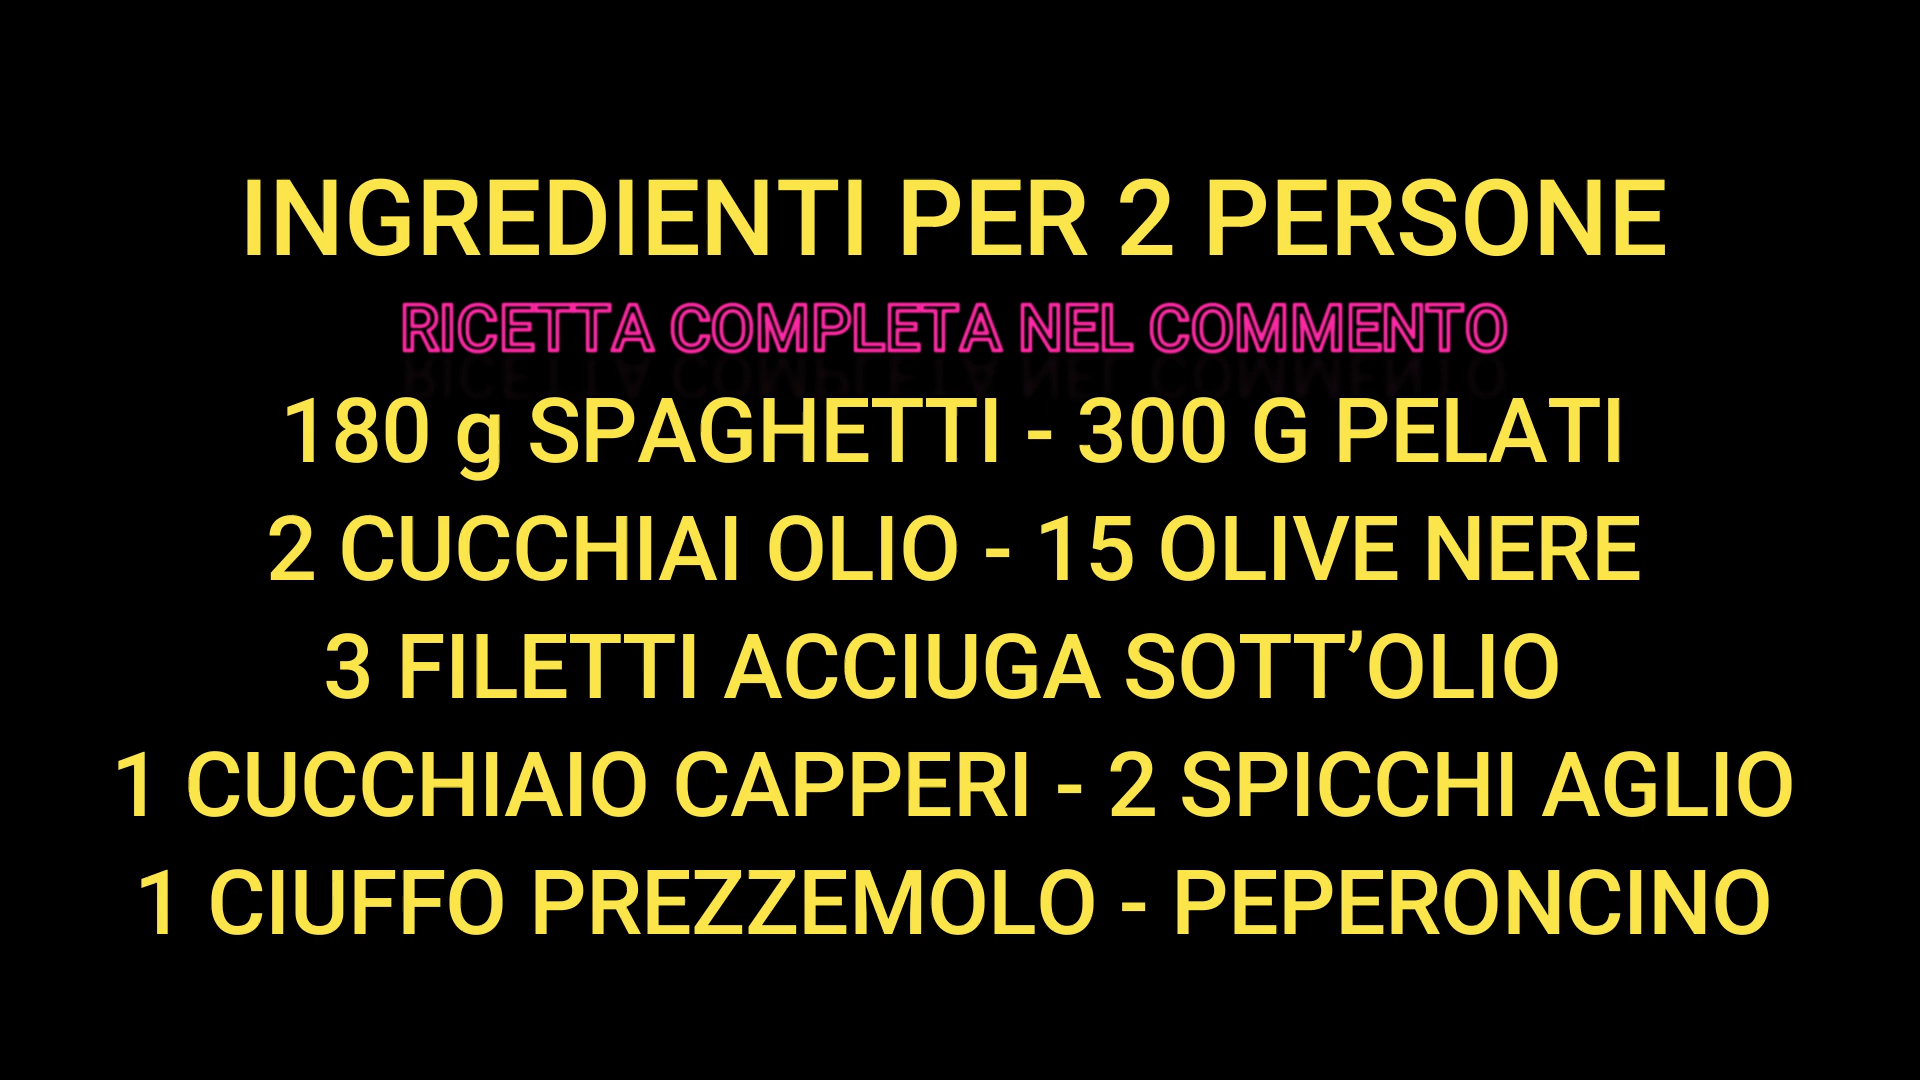 INGREDIENTI PER 2 PERSONE
RICETTA COMPLETA NEL COMMENTO
180 g SPAGHETTI - 300 G PELATI
2 CUCCHIAI OLIO - 15 OLIVE NERE
3 FILETTI ACCIUGA SOTT’OLIO
1 CUCCHIAIO CAPPERI - 2 SPICCHI AGLIO
1 CIUFFO PREZZEMOLO - PEPERONCINO